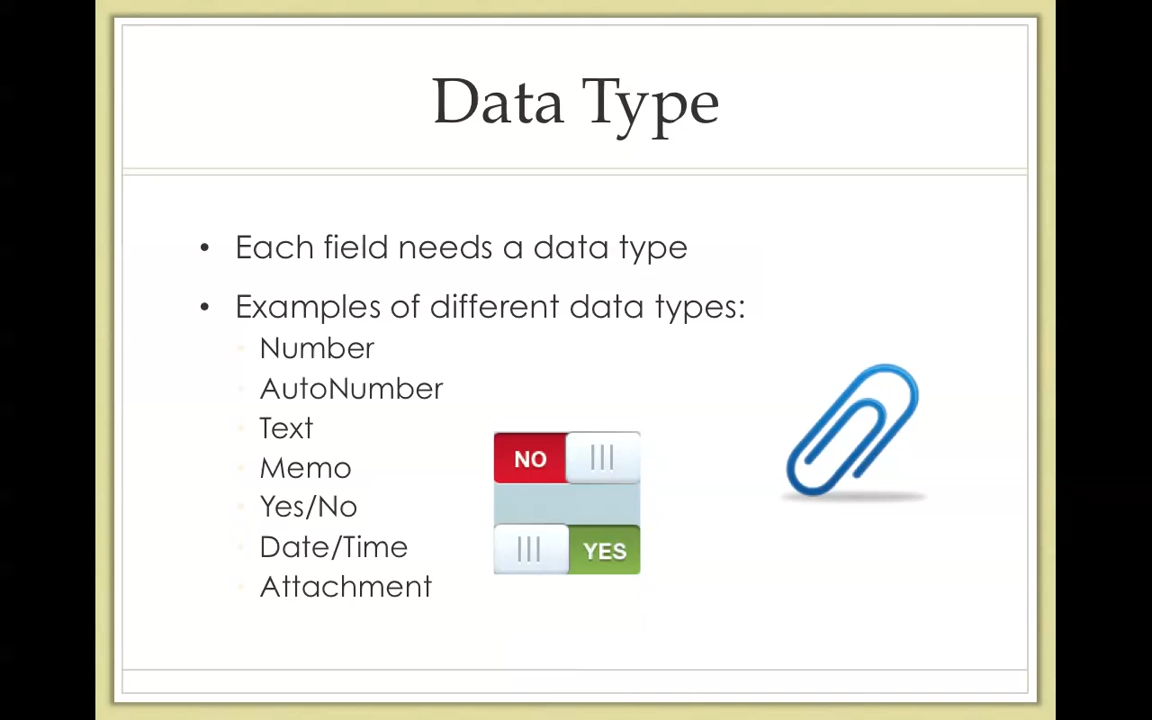 Data Type
• Each field needs a data type
• Examples of different data types:
Number
AutoNumber
Text
Memo
NO
Yes/No
Date/Time
YES
Attachment